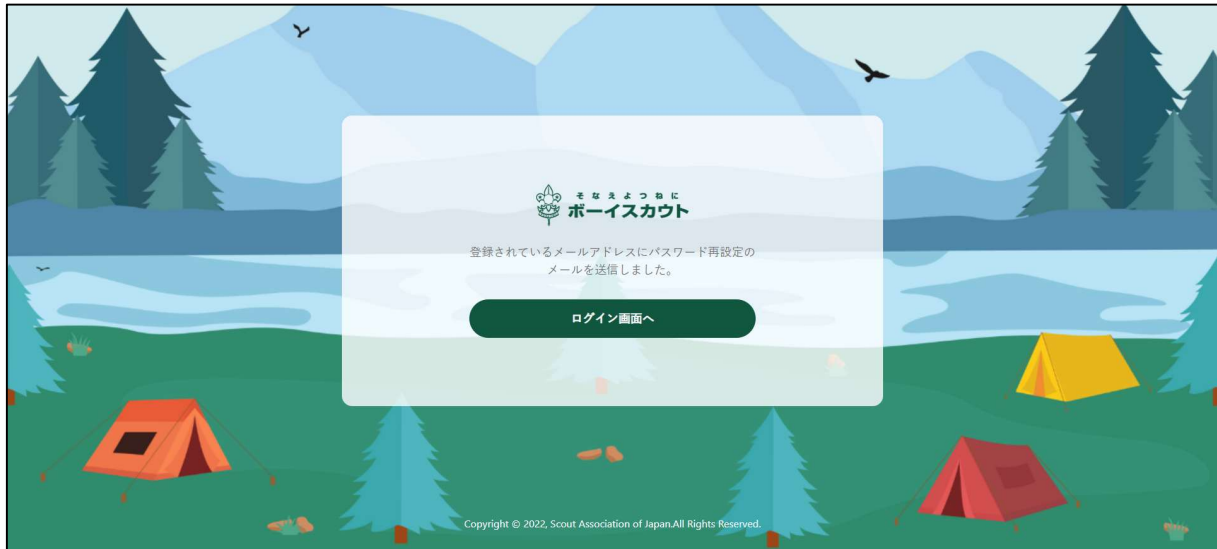 そなえよつねに
ボーイスカウト
登録されているメールアドレスにパスワード再設定の
メールを送信しました。
ログイン画面へ
Copyright © 2022, Scout Association of Japan.All Rights Reserved.